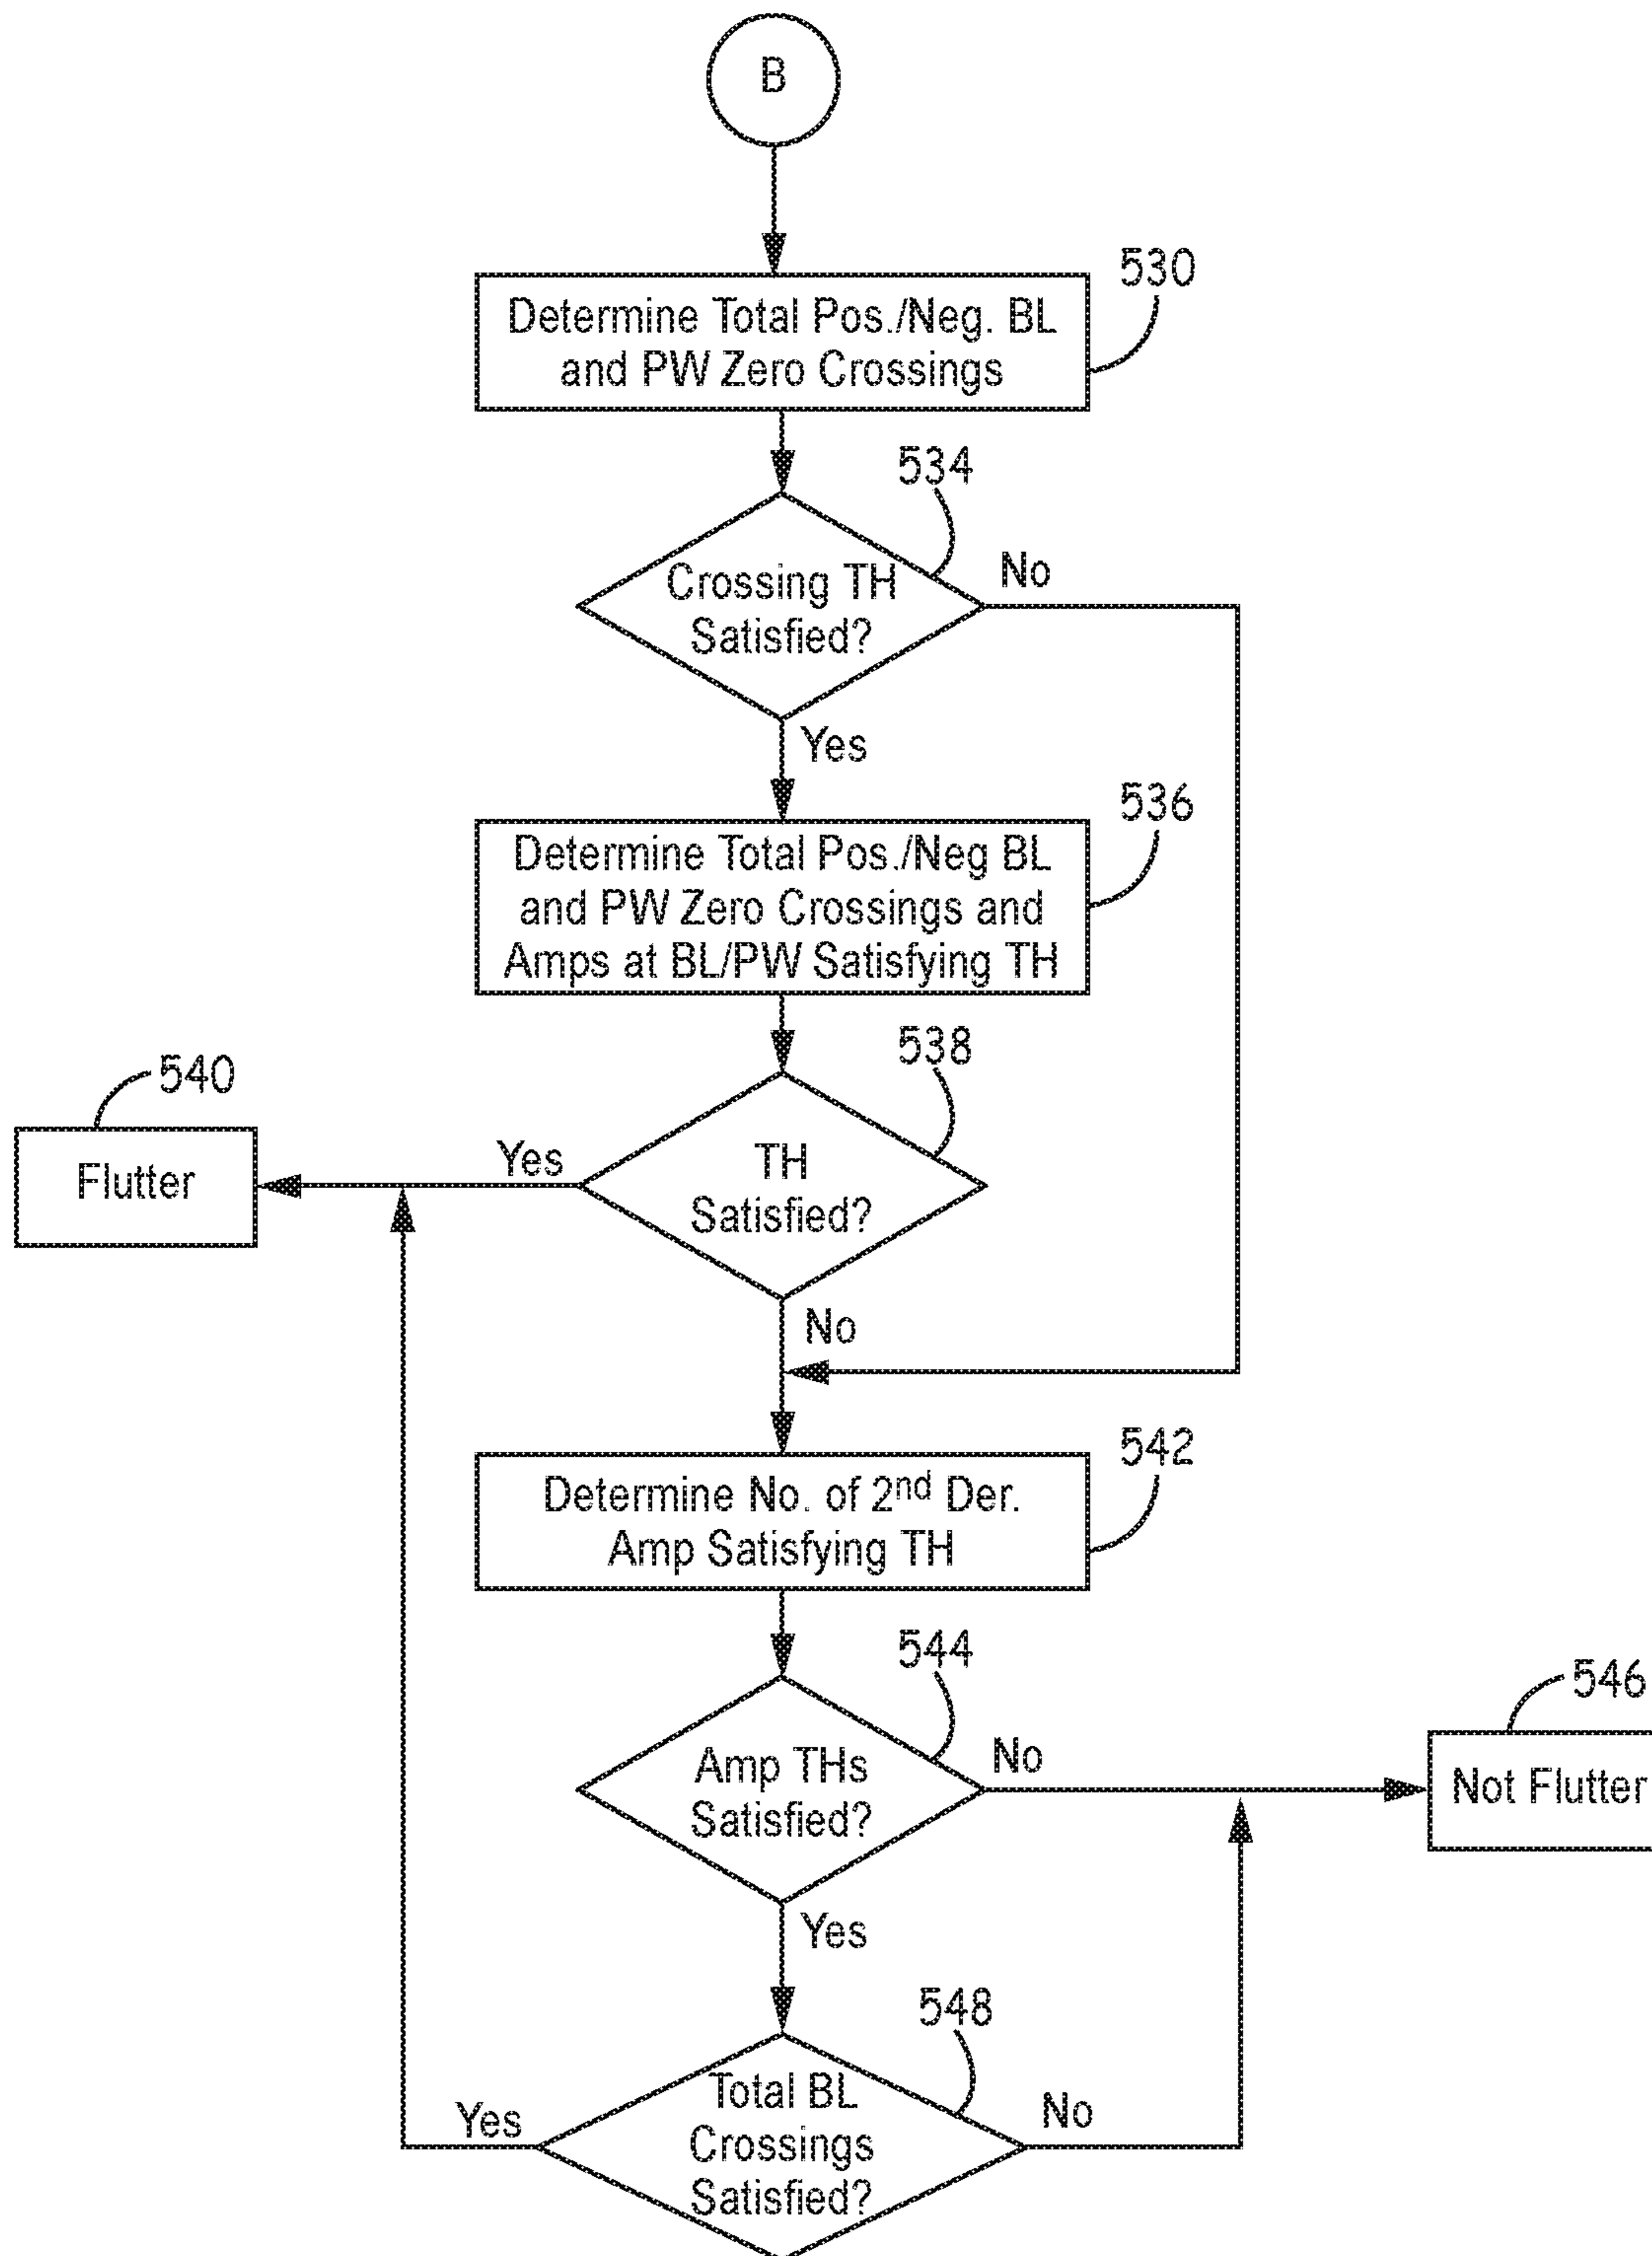 B
530
Determine Total Pos./Neg. BL
and PW Zero Crossings
534
Crossing TH
Satisfied?
No
Yes
536
Determine Total Pos./Neg BL
and PW Zero Crossings and
Amps at BL/PW Satisfying TH
538
540
Flutter
Yes
TH
Satisfied?
No
542
Determine No. of 2nd Der.
Amp Satisfying TH
544
546
Amp THs
Satisfied?
No
Not Flutter
Yes
548
Total BL
Crossings
Satisfied?
Yes
No